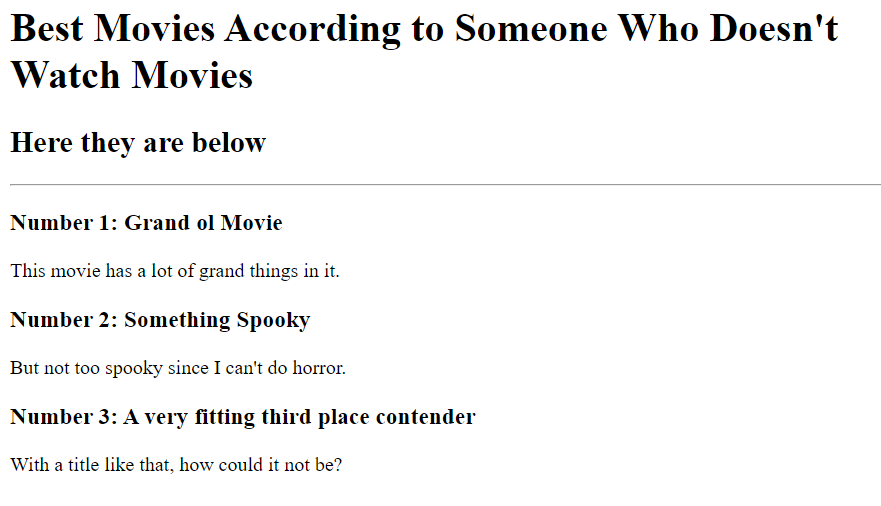 Best Movies According to Someone Who Doesn't
Watch Movies
Here they are below
Number 1: Grand ol Movie
This movie has a lot of grand things in it.
Number 2: Something Spooky
But not too spooky since I can't do horror.
Number 3: A very fitting third place contender
With a title like that, how could it not be?